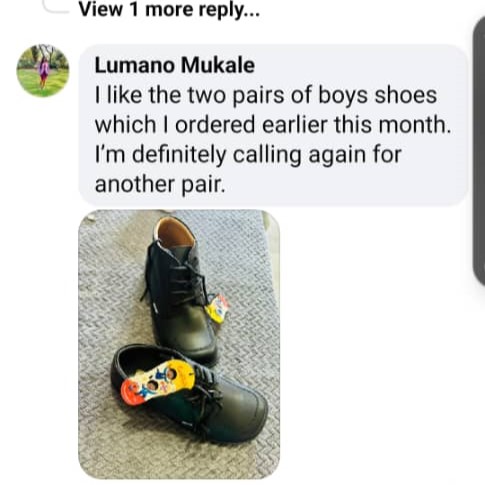 View 1 more reply...
Lumano Mukale
I like the two pairs of boys shoes
which I ordered earlier this month.
I'm definitely calling again for
another pair.